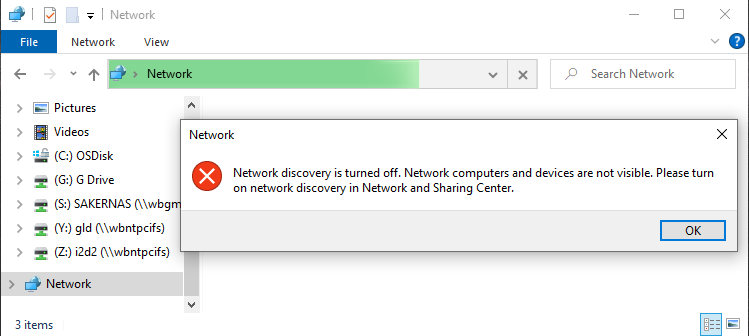 Network
File
Network
View
Network
Search Network
Pictures
Videos
(C:) OSDisk
(G:) G Drive
(S:) SAKERNAS (\\wbgm
(Y:) gld (\\wbntpcifs)
(Z:) i2d2 (\\wbntpcifs)
Network
3 items
Network
Network discovery is turned off. Network computers and devices are not visible. Please turn
on network discovery in Network and Sharing Center.
OK